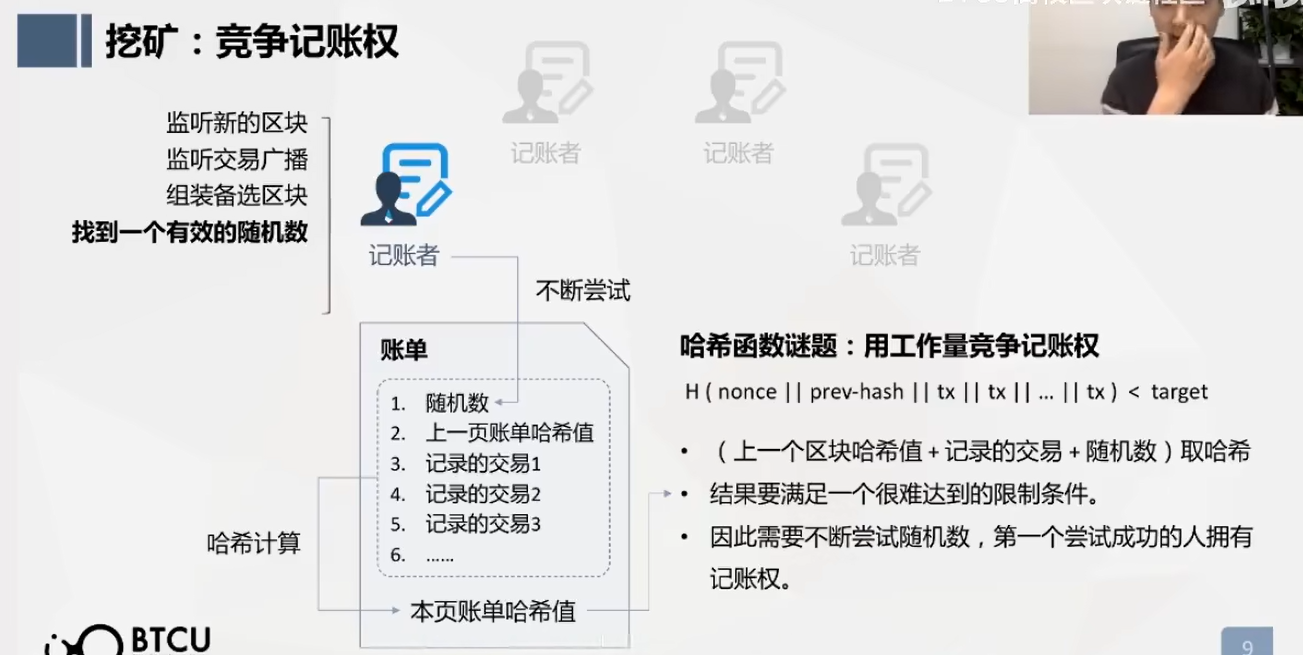 挖矿：竞争记账权
监听新的区块
监听交易广播
组装备选区块
找到一个有效的随机数
记账者
记账者
记账者
记账者
不断尝试
账单
1. 随机数
2. 上一页账单哈希值
3. 记录的交易1
4. 记录的交易2
5. 记录的交易3
6. ......
哈希计算
本页账单哈希值
哈希函数谜题：用工作量竞争记账权
H ( nonce || prev-hash || tx || tx || ... || tx ) < target
• （上一个区块哈希值 + 记录的交易 + 随机数）取哈希
• 结果要满足一个很难达到的限制条件。
• 因此需要不断尝试随机数，第一个尝试成功的人拥有
记账权。
BTCU
9